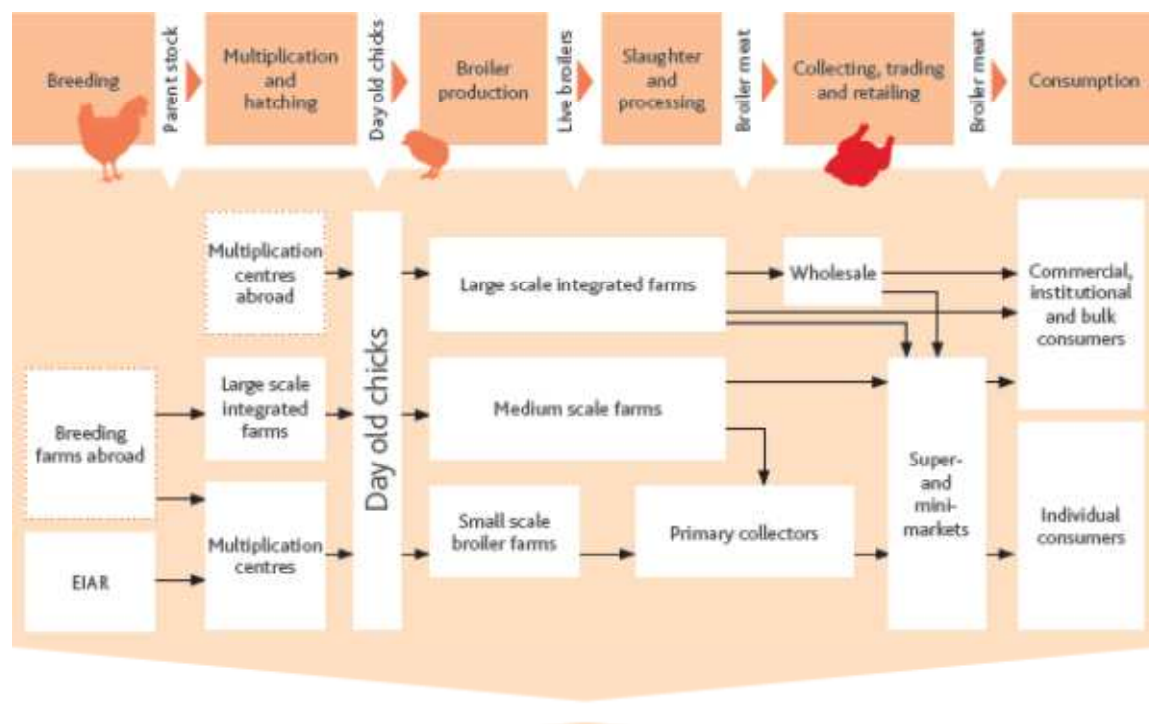 Breeding
Parent stock
Multiplication
and
hatching
Day old chicks
Broiler
production
Live broilers
Slaughter
and
processing
Broiler meat
Collecting, trading
and retailing
Broiler meat
Consumption
Multiplication
centres
abroad
Large scale
integrated
farms
Breeding
farms abroad
EIAR
Multiplication
centres
Day old chicks
Large scale integrated farms
Medium scale farms
Small scale
broiler farms
Primary collectors
Wholesale
Super-
and
mini-
markets
Commercial,
institutional
and bulk
consumers
Individual
consumers